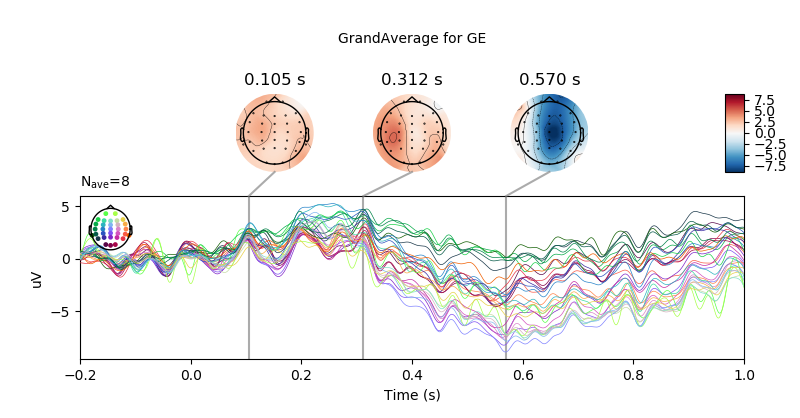 GrandAverage for GE
0.105 s
0.312 s
0.570 s
7.5
5.0
2.5
0.0
−2.5
−5.0
−7.5
Nave=8
5
0
−5
uV
−0.2
0.0
0.2
0.4
0.6
0.8
1.0
Time (s)